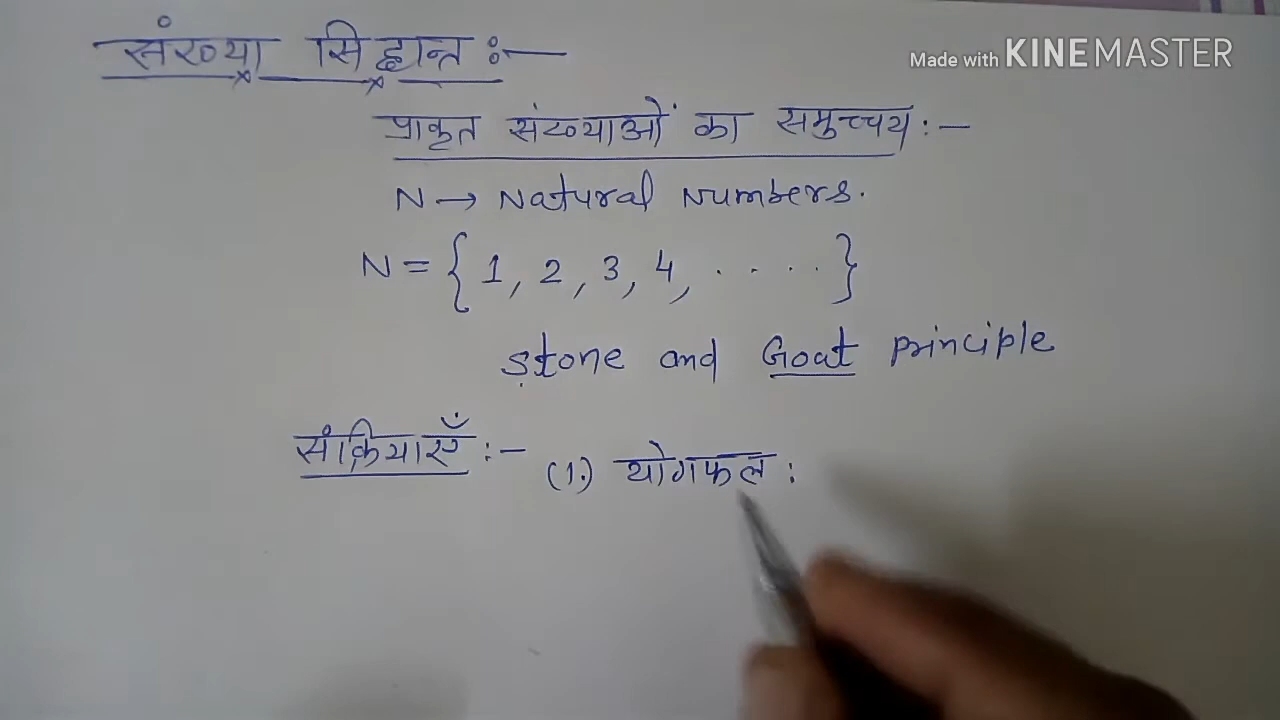 संख्या सिद्धान्त :—
Made with KINEMASTER
प्राकृत संख्याओं का समुच्चय :—
N → Natural Numbers.
N = { 1, 2, 3, 4, . . . . }
Stone and Goat principle
संक्रियाएँ :—
(1.) योगफल :